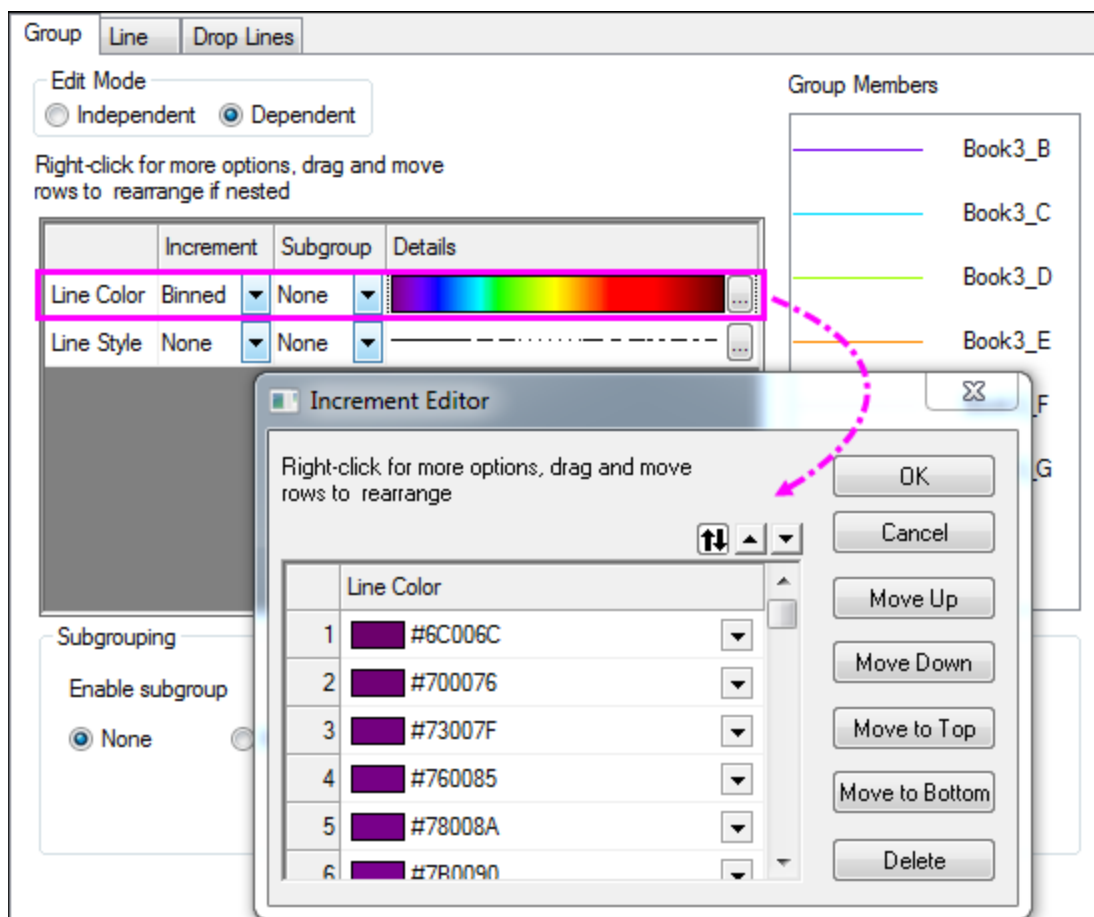 Group
Line
Drop Lines
Edit Mode
Independent
Dependent
Group Members
Right-click for more options, drag and move
rows to rearrange if nested
Increment
Subgroup
Details
Line Color
Binned
None
...
Line Style
None
None
...
Book3_B
Book3_C
Book3_D
Book3_E
_F
_G
Subgrouping
Enable subgroup
None
Increment Editor
Right-click for more options, drag and move
rows to rearrange
Line Color
1 #6C006C
2 #700076
3 #73007F
4 #760085
5 #78008A
6 #7B0090
OK
Cancel
Move Up
Move Down
Move to Top
Move to Bottom
Delete